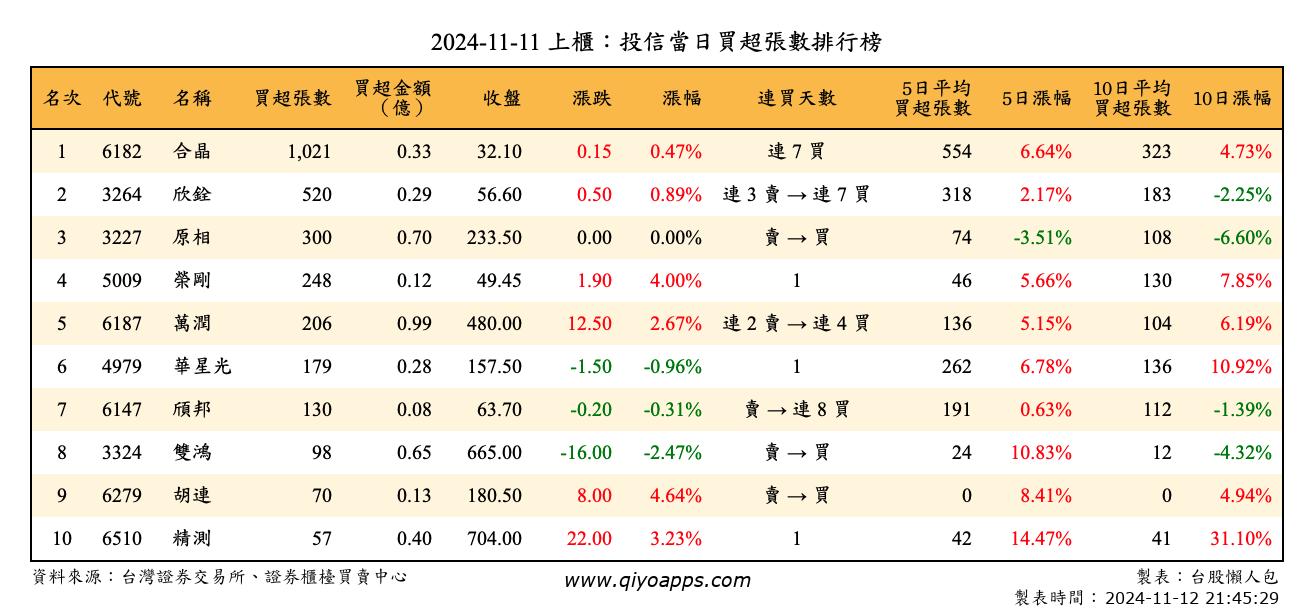 2024-11-11 上櫃：投信當日買超張數排行榜
名次 代號 名稱 買超張數 買超金額（億） 收盤 漲跌 漲幅 連買天數 5日平均買超張數 5日漲幅 10日平均買超張數 10日漲幅
1 6182 合晶 1,021 0.33 32.10 0.15 0.47% 連 7 買 554 6.64% 323 4.73%
2 3264 欣銓 520 0.29 56.60 0.50 0.89% 連 3 賣 → 連 7 買 318 2.17% 183 -2.25%
3 3227 原相 300 0.70 233.50 0.00 0.00% 賣 → 買 74 -3.51% 108 -6.60%
4 5009 榮剛 248 0.12 49.45 1.90 4.00% 1 46 5.66% 130 7.85%
5 6187 萬潤 206 0.99 480.00 12.50 2.67% 連 2 賣 → 連 4 買 136 5.15% 104 6.19%
6 4979 華星光 179 0.28 157.50 -1.50 -0.96% 1 262 6.78% 136 10.92%
7 6147 頎邦 130 0.08 63.70 -0.20 -0.31% 賣 → 連 8 買 191 0.63% 112 -1.39%
8 3324 雙鴻 98 0.65 665.00 -16.00 -2.47% 賣 → 買 24 10.83% 12 -4.32%
9 6279 胡連 70 0.13 180.50 8.00 4.64% 賣 → 買 0 8.41% 0 4.94%
10 6510 精測 57 0.40 704.00 22.00 3.23% 1 42 14.47% 41 31.10%
資料來源：台灣證券交易所、證券櫃檯買賣中心 www.qiyoapps.com 製表：台股懶人包
製表時間：2024-11-12 21:45:29